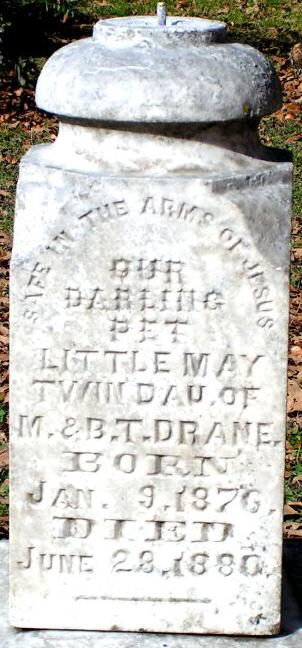 SAFE IN THE ARMS OF JESUS
OUR
DARLING
PET
LITTLE MAY
TWIN DAU. OF
M. & B. T. DRANE.
BORN
JAN. 9, 1876.
DIED
JUNE 28, 1880.